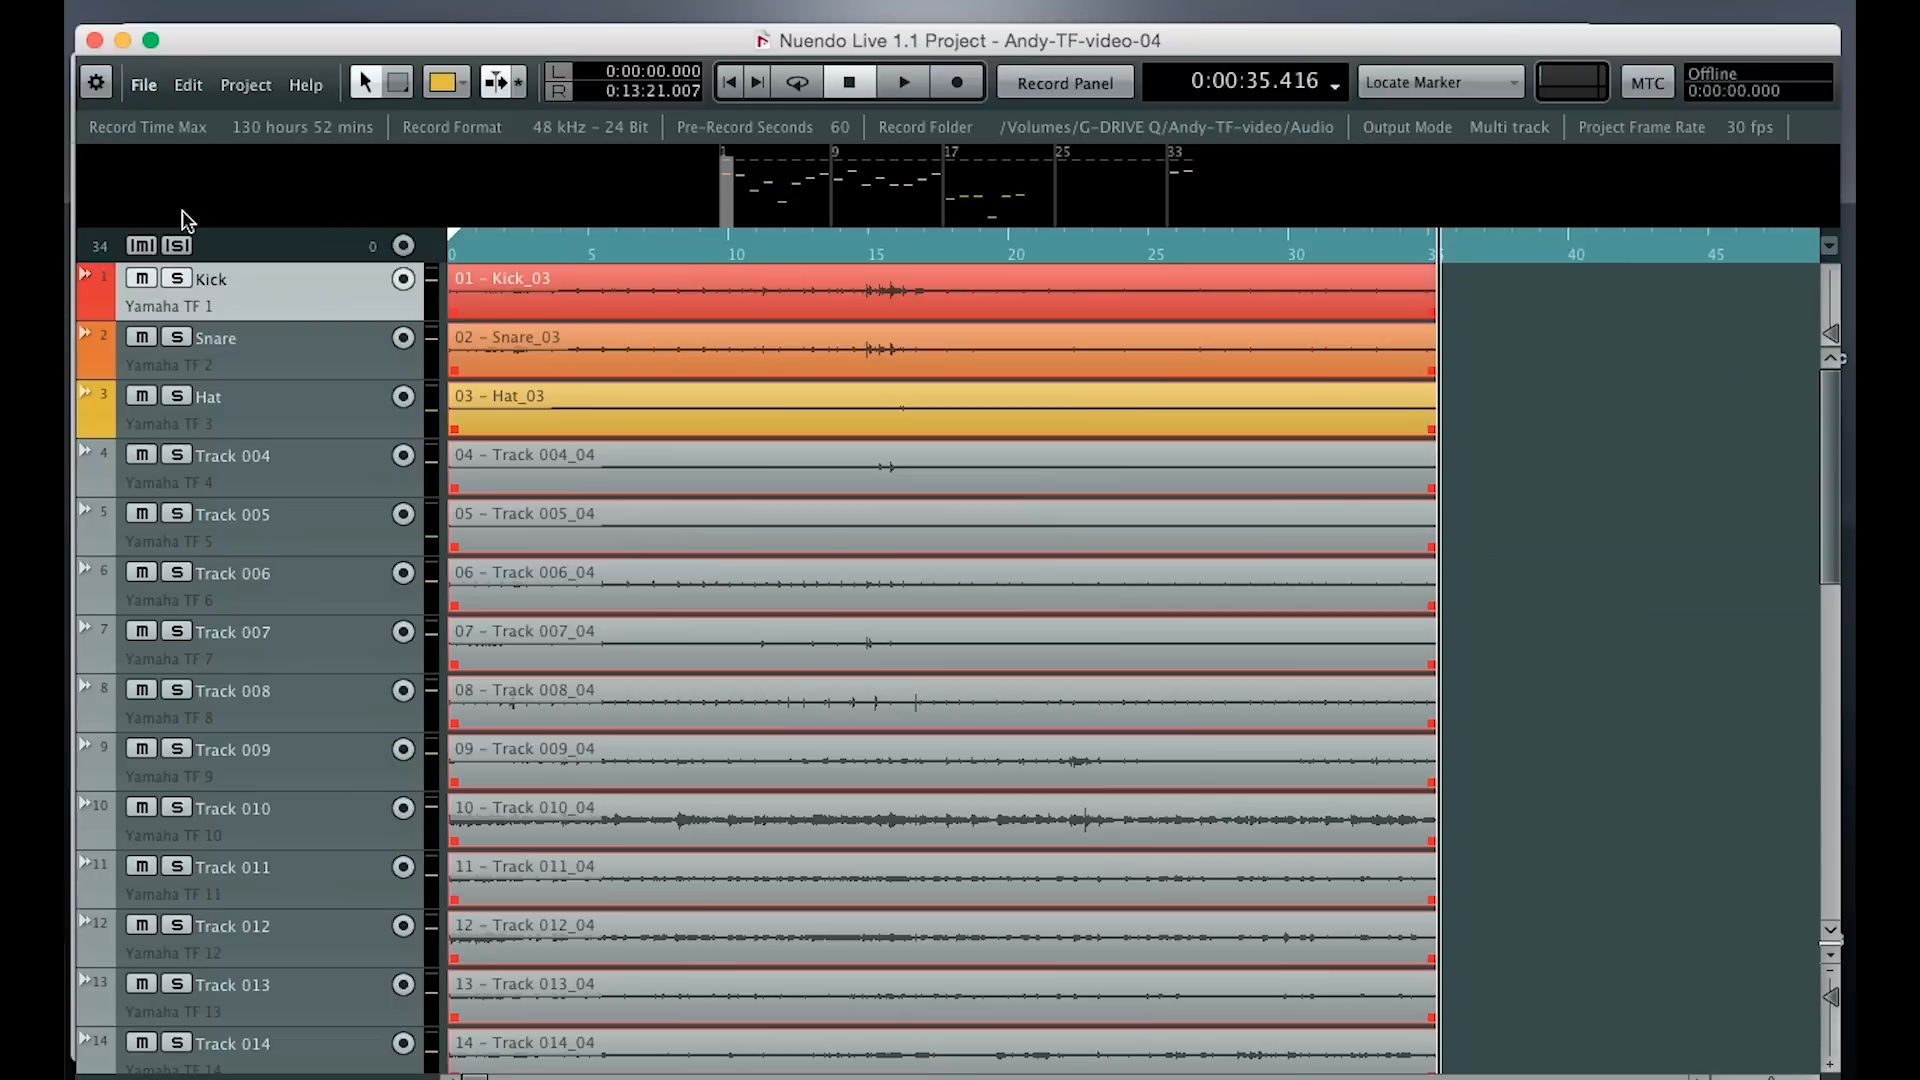 Nuendo Live 1.1 Project - Andy-TF-video-04
File Edit Project Help
L 0:00:00.000
R 0:13:21.007
Record Panel
0:00:35.416
Locate Marker
MTC
Offline
0:00:00.000
Record Time Max 130 hours 52 mins
Record Format 48 kHz - 24 Bit
Pre-Record Seconds 60
Record Folder /Volumes/G-DRIVE Q/Andy-TF-video/Audio
Output Mode Multi track
Project Frame Rate 30 fps
1 9 17 25 33
34 m s 0
0 5 10 15 20 25 30 35 40 45
1 m S Kick
Yamaha TF 1
01 - Kick_03
2 m S Snare
Yamaha TF 2
02 - Snare_03
3 m S Hat
Yamaha TF 3
03 - Hat_03
4 m S Track 004
Yamaha TF 4
04 - Track 004_04
5 m S Track 005
Yamaha TF 5
05 - Track 005_04
6 m S Track 006
Yamaha TF 6
06 - Track 006_04
7 m S Track 007
Yamaha TF 7
07 - Track 007_04
8 m S Track 008
Yamaha TF 8
08 - Track 008_04
9 m S Track 009
Yamaha TF 9
09 - Track 009_04
10 m S Track 010
Yamaha TF 10
10 - Track 010_04
11 m S Track 011
Yamaha TF 11
11 - Track 011_04
12 m S Track 012
Yamaha TF 12
12 - Track 012_04
13 m S Track 013
Yamaha TF 13
13 - Track 013_04
14 m S Track 014
Yamaha TF 14
14 - Track 014_04